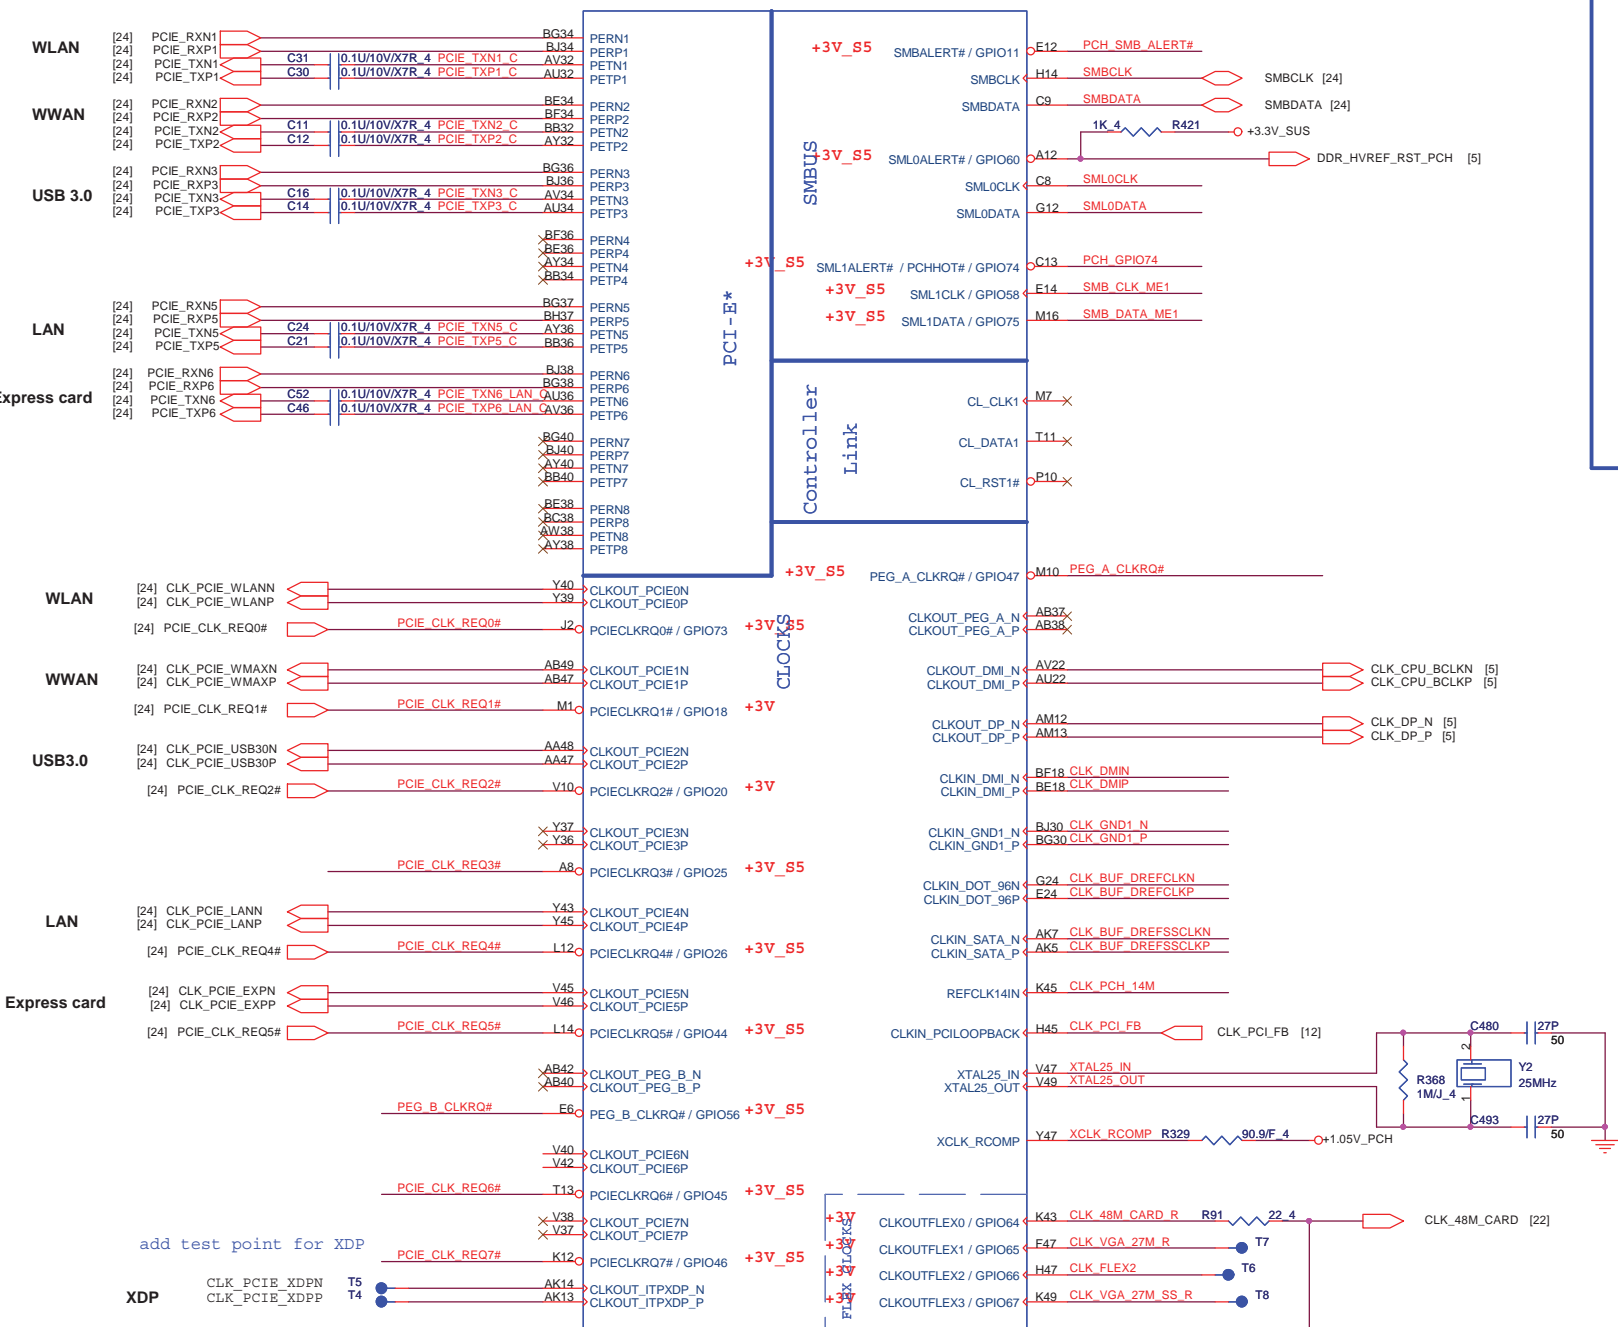 WLAN [24] PCIE_RXN1 BG34 PERN1
[24] PCIE_RXP1 BJ34 PERP1
[24] PCIE_TXN1 C31 0.1U/10V/X7R_4 PCIE_TXN1_C AV32 PETN1
[24] PCIE_TXP1 C30 0.1U/10V/X7R_4 PCIE_TXP1_C AU32 PETP1
WWAN [24] PCIE_RXN2 BE34 PERN2
[24] PCIE_RXP2 BF34 PERP2
[24] PCIE_TXN2 C11 0.1U/10V/X7R_4 PCIE_TXN2_C BB32 PETN2
[24] PCIE_TXP2 C12 0.1U/10V/X7R_4 PCIE_TXP2_C AY32 PETP2
USB 3.0 [24] PCIE_RXN3 BG36 PERN3
[24] PCIE_RXP3 BJ36 PERP3
[24] PCIE_TXN3 C16 0.1U/10V/X7R_4 PCIE_TXN3_C AV34 PETN3
[24] PCIE_TXP3 C14 0.1U/10V/X7R_4 PCIE_TXP3_C AU34 PETP3
BF36 PERN4
BE36 PERP4
AY34 PETN4
BB34 PETP4
LAN [24] PCIE_RXN5 BG37 PERN5
[24] PCIE_RXP5 BH37 PERP5
[24] PCIE_TXN5 C24 0.1U/10V/X7R_4 PCIE_TXN5_C AY36 PETN5
[24] PCIE_TXP5 C21 0.1U/10V/X7R_4 PCIE_TXP5_C BB36 PETP5
Express card [24] PCIE_RXN6 BJ38 PERN6
[24] PCIE_RXP6 BG38 PERP6
[24] PCIE_TXN6 C52 0.1U/10V/X7R_4 PCIE_TXN6_LAN_C AU36 PETN6
[24] PCIE_TXP6 C46 0.1U/10V/X7R_4 PCIE_TXP6_LAN_C AV36 PETP6
BG40 PERN7
BJ40 PERP7
AY40 PETN7
BB40 PETP7
BE38 PERN8
BC38 PERP8
AW38 PETN8
AY38 PETP8
PCI-E*
WLAN [24] CLK_PCIE_WLANN Y40 CLKOUT_PCIE0N
[24] CLK_PCIE_WLANP Y39 CLKOUT_PCIE0P
[24] PCIE_CLK_REQ0# PCIE_CLK_REQ0# J2 PCIECLKRQ0# / GPIO73 +3V_S5
WWAN [24] CLK_PCIE_WMAXN AB49 CLKOUT_PCIE1N
[24] CLK_PCIE_WMAXP AB47 CLKOUT_PCIE1P
[24] PCIE_CLK_REQ1# PCIE_CLK_REQ1# M1 PCIECLKRQ1# / GPIO18 +3V
USB3.0 [24] CLK_PCIE_USB30N AA48 CLKOUT_PCIE2N
[24] CLK_PCIE_USB30P AA47 CLKOUT_PCIE2P
[24] PCIE_CLK_REQ2# PCIE_CLK_REQ2# V10 PCIECLKRQ2# / GPIO20 +3V
Y37 CLKOUT_PCIE3N
Y36 CLKOUT_PCIE3P
PCIE_CLK_REQ3# A8 PCIECLKRQ3# / GPIO25 +3V_S5
LAN [24] CLK_PCIE_LANN Y43 CLKOUT_PCIE4N
[24] CLK_PCIE_LANP Y45 CLKOUT_PCIE4P
[24] PCIE_CLK_REQ4# PCIE_CLK_REQ4# L12 PCIECLKRQ4# / GPIO26 +3V_S5
Express card [24] CLK_PCIE_EXPN V45 CLKOUT_PCIE5N
[24] CLK_PCIE_EXPP V46 CLKOUT_PCIE5P
[24] PCIE_CLK_REQ5# PCIE_CLK_REQ5# L14 PCIECLKRQ5# / GPIO44 +3V_S5
AB42 CLKOUT_PEG_B_N
AB40 CLKOUT_PEG_B_P
PEG_B_CLKRQ# E6 PEG_B_CLKRQ# / GPIO56 +3V_S5
V40 CLKOUT_PCIE6N
V42 CLKOUT_PCIE6P
PCIE_CLK_REQ6# T13 PCIECLKRQ6# / GPIO45 +3V_S5
V38 CLKOUT_PCIE7N
V37 CLKOUT_PCIE7P
add test point for XDP
PCIE_CLK_REQ7# K12 PCIECLKRQ7# / GPIO46 +3V_S5
XDP CLK_PCIE_XDPN T5 AK14 CLKOUT_ITPXDP_N
CLK_PCIE_XDPP T4 AK13 CLKOUT_ITPXDP_P
SMBUS
+3V_S5 SMBALERT# / GPIO11 E12 PCH_SMB_ALERT#
SMBCLK H14 SMBCLK SMBCLK [24]
SMBDATA C9 SMBDATA SMBDATA [24]
1K_4 R421 +3.3V_SUS
+3V_S5 SML0ALERT# / GPIO60 A12 DDR_HVREF_RST_PCH [5]
SML0CLK C8 SML0CLK
SML0DATA G12 SML0DATA
+3V_S5 SML1ALERT# / PCHHOT# / GPIO74 C13 PCH_GPIO74
+3V_S5 SML1CLK / GPIO58 E14 SMB_CLK_ME1
+3V_S5 SML1DATA / GPIO75 M16 SMB_DATA_ME1
Controller
Link
CL_CLK1 M7
CL_DATA1 T11
CL_RST1# P10
CLOCKS
+3V_S5 PEG_A_CLKRQ# / GPIO47 M10 PEG_A_CLKRQ#
CLKOUT_PEG_A_N AB37
CLKOUT_PEG_A_P AB38
CLKOUT_DMI_N AV22 CLK_CPU_BCLKN [5]
CLKOUT_DMI_P AU22 CLK_CPU_BCLKP [5]
CLKOUT_DP_N AM12 CLK_DP_N [5]
CLKOUT_DP_P AM13 CLK_DP_P [5]
CLKIN_DMI_N BF18 CLK_DMIN
CLKIN_DMI_P BE18 CLK_DMIP
CLKIN_GND1_N BJ30 CLK_GND1_N
CLKIN_GND1_P BG30 CLK_GND1_P
CLKIN_DOT_96N G24 CLK_BUF_DREFCLKN
CLKIN_DOT_96P E24 CLK_BUF_DREFCLKP
CLKIN_SATA_N AK7 CLK_BUF_DREFSSCLKN
CLKIN_SATA_P AK5 CLK_BUF_DREFSSCLKP
REFCLK14IN K45 CLK_PCH_14M
CLKIN_PCILOOPBACK H45 CLK_PCI_FB CLK_PCI_FB [12]
XTAL25_IN V47 XTAL25_IN
XTAL25_OUT V49 XTAL25_OUT
C480 27P
50
2
R368
1M/J_4
Y2
25MHz
1
C493 27P
50
XCLK_RCOMP Y47 XCLK_RCOMP R329 90.9/F_4 +1.05V_PCH
FLEX CLOCKS
+3V CLKOUTFLEX0 / GPIO64 K43 CLK_48M_CARD_R R91 22_4 CLK_48M_CARD [22]
+3V CLKOUTFLEX1 / GPIO65 F47 CLK_VGA_27M_R T7
+3V CLKOUTFLEX2 / GPIO66 H47 CLK_FLEX2 T6
+3V CLKOUTFLEX3 / GPIO67 K49 CLK_VGA_27M_SS_R T8